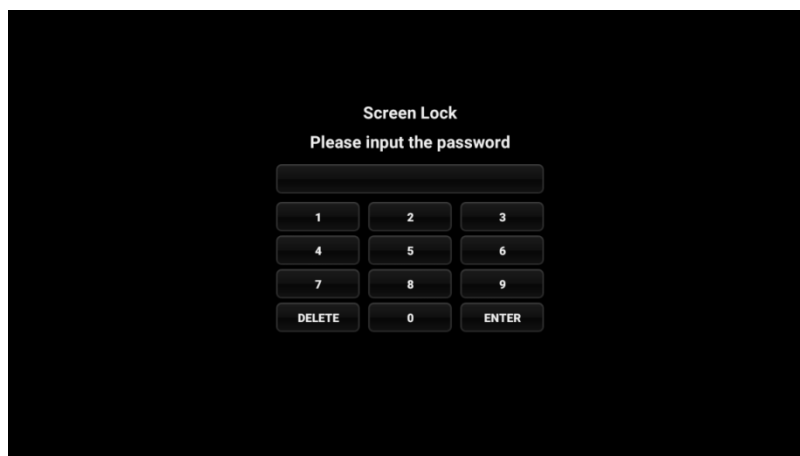 Screen Lock
Please input the password
1 2 3
4 5 6
7 8 9
DELETE 0 ENTER